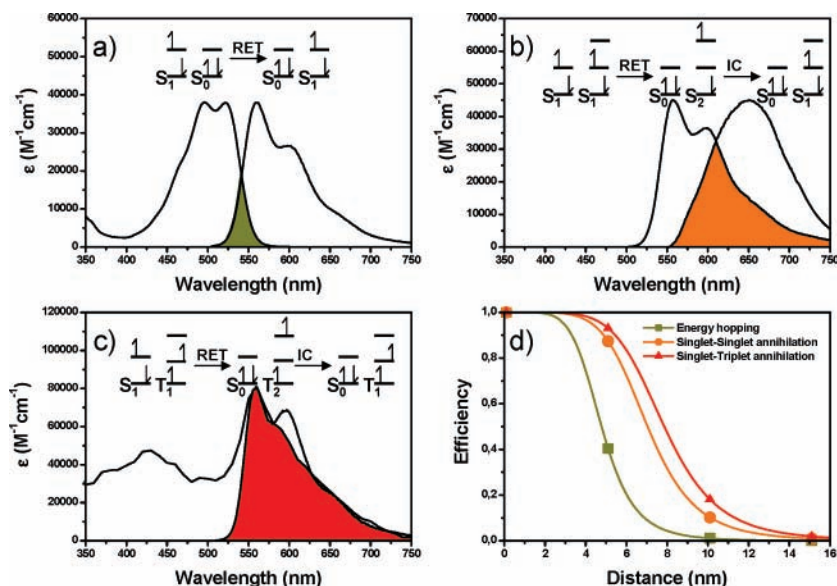 a)
RET
S1 S0 S0 S1
ε (M-1cm-1)
60000
50000
40000
30000
20000
10000
0
350 400 450 500 550 600 650 700 750
Wavelength (nm)
b)
RET IC
S1 S1 S0 S2 S0 S1
ε (M-1cm-1)
70000
60000
50000
40000
30000
20000
10000
0
350 400 450 500 550 600 650 700 750
Wavelength (nm)
c)
RET IC
S1 T1 S0 T2 S0 T1
ε (M-1cm-1)
120000
100000
80000
60000
40000
20000
0
350 400 450 500 550 600 650 700 750
Wavelength (nm)
d)
Energy hopping
Singlet-Singlet annihilation
Singlet-Triplet annihilation
Efficiency
1,0
0,8
0,6
0,4
0,2
0,0
0 2 4 6 8 10 12 14 16
Distance (nm)